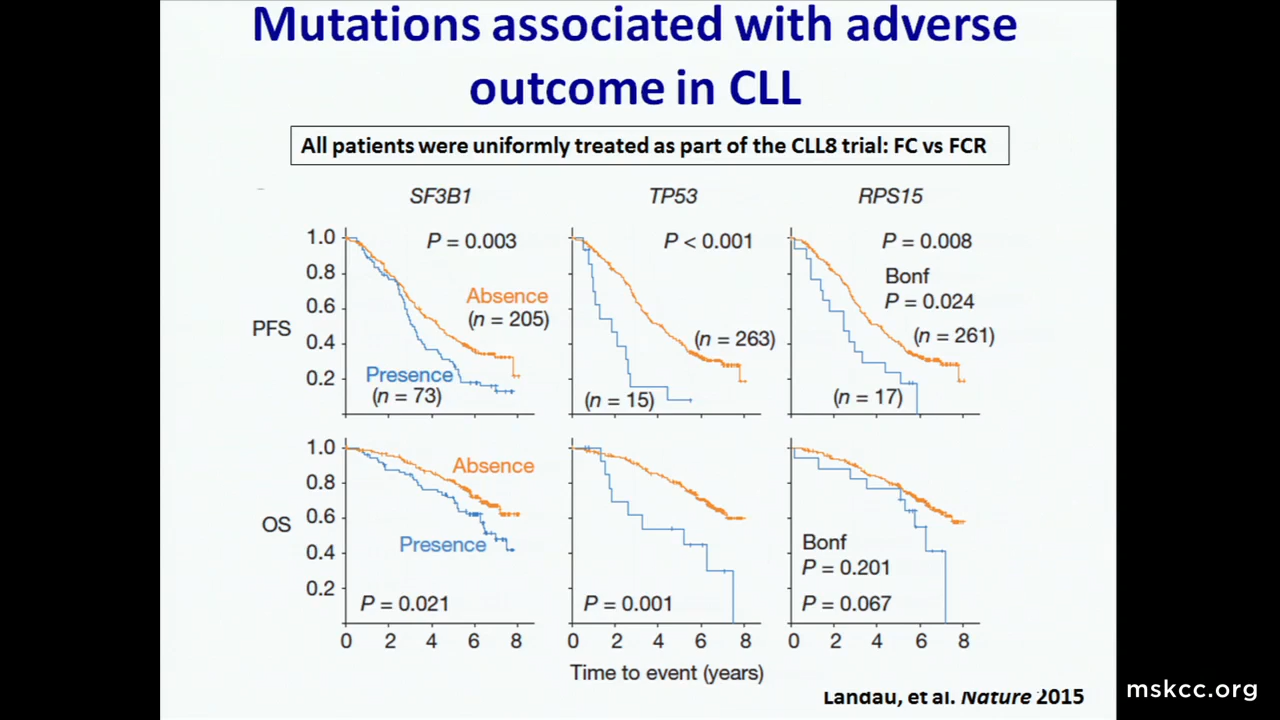 Mutations associated with adverse
outcome in CLL
All patients were uniformly treated as part of the CLL8 trial: FC vs FCR
SF3B1
TP53
RPS15
PFS
1.0
0.8
0.6
0.4
0.2
P = 0.003
Absence
(n = 205)
Presence
(n = 73)
P < 0.001
(n = 263)
(n = 15)
P = 0.008
Bonf
P = 0.024
(n = 261)
(n = 17)
OS
1.0
0.8
0.6
0.4
0.2
Absence
Presence
P = 0.021
P = 0.001
Bonf
P = 0.201
P = 0.067
0 2 4 6 8
0 2 4 6 8
0 2 4 6 8
Time to event (years)
Landau, et al. Nature 2015
mskcc.org